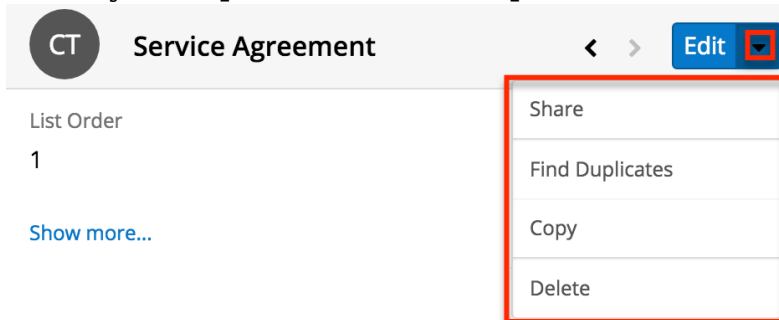 CT Service Agreement Edit
List Order
1
Show more...
Share
Find Duplicates
Copy
Delete